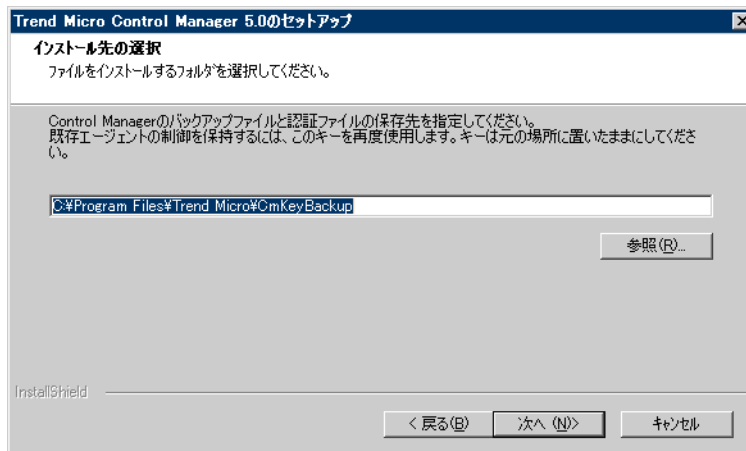 Trend Micro Control Manager 5.0のセットアップ
インストール先の選択
ファイルをインストールするフォルダを選択してください。
Control Managerのバックアップファイルと認証ファイルの保存先を指定してください。
既存エージェントの制御を保持するには、このキーを再度使用します。キーは元の場所に置いたままにしてくださ
い。
C:¥Program Files¥Trend Micro¥CmKeyBackup
参照(R)...
InstallShield
< 戻る(B)
次へ (N)>
キャンセル